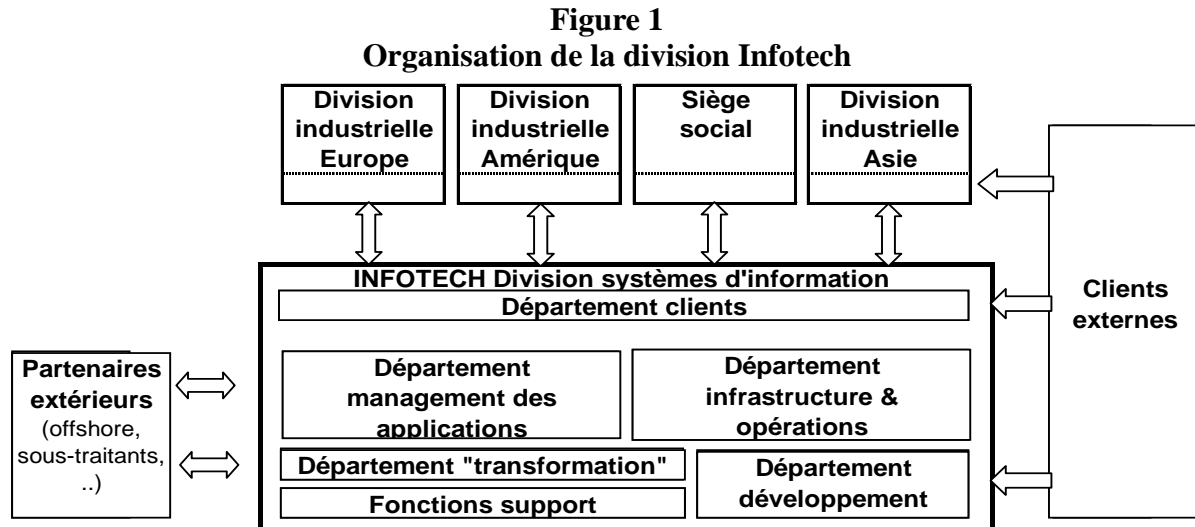 Figure 1
Organisation de la division Infotech
Division
industrielle
Europe
Division
industrielle
Amérique
Siège
social
Division
industrielle
Asie
INFOTECH Division systèmes d'information
Département clients
Clients
externes
Partenaires
extérieurs
(offshore,
sous-traitants,
..)
Département
management des
applications
Département
infrastructure &
opérations
Département "transformation"
Fonctions support
Département
développement